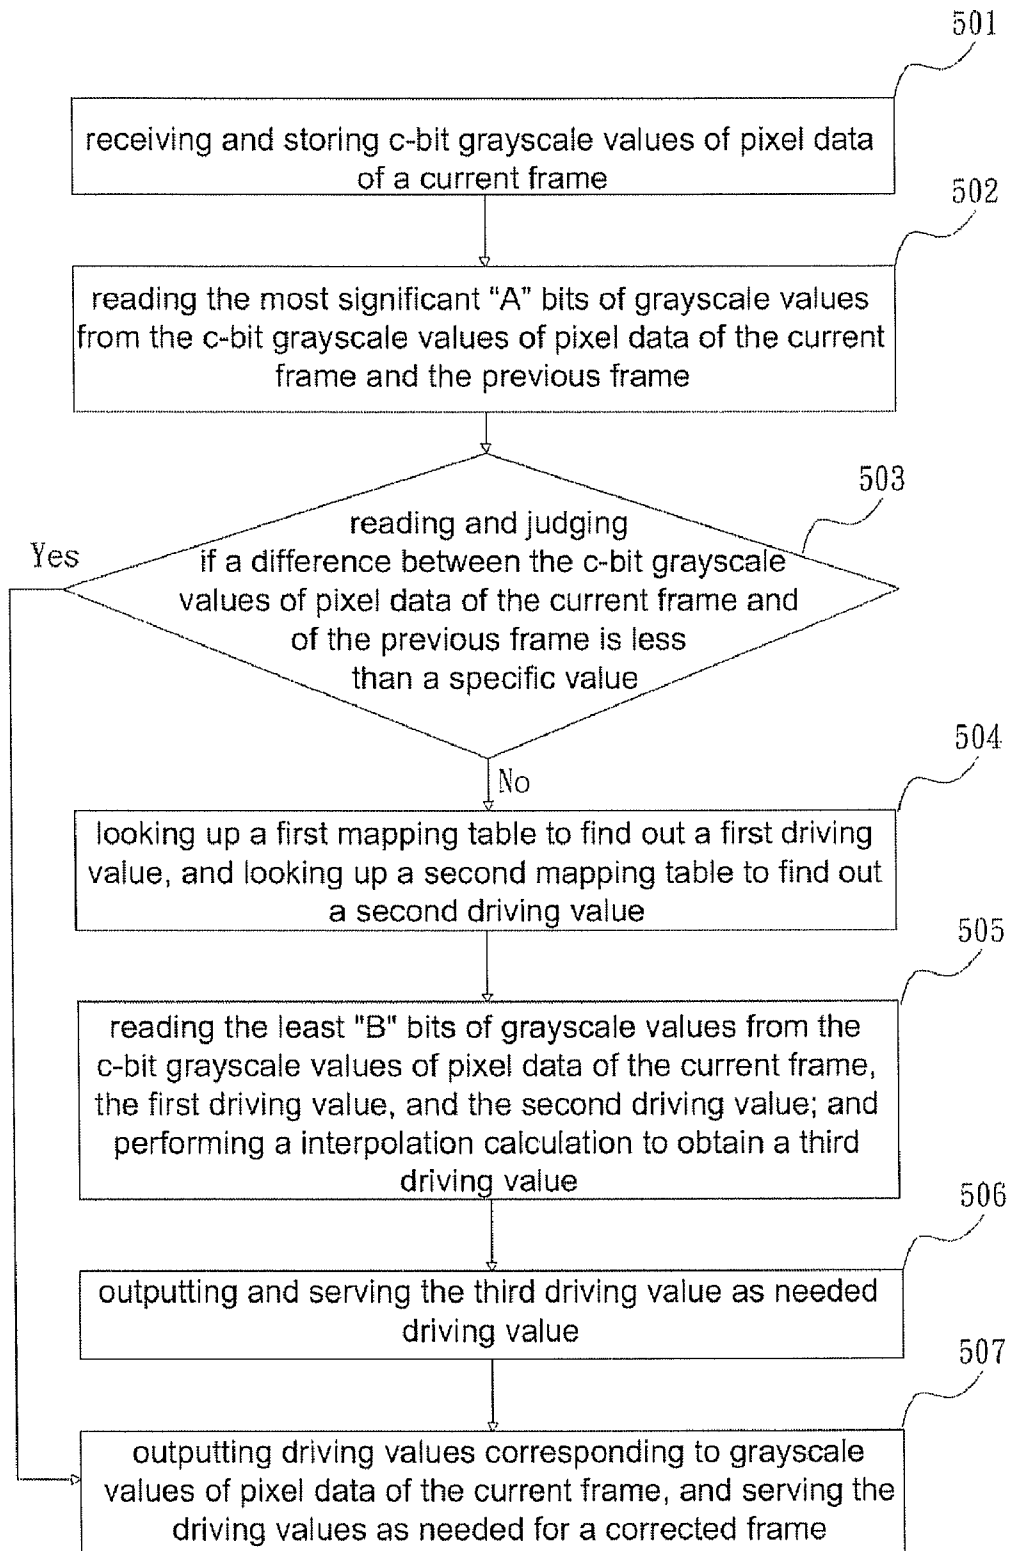 501
receiving and storing c-bit grayscale values of pixel data
of a current frame
502
reading the most significant “A” bits of grayscale values
from the c-bit grayscale values of pixel data of the current
frame and the previous frame
503
reading and judging
if a difference between the c-bit grayscale
values of pixel data of the current frame and
of the previous frame is less
than a specific value
Yes
No
504
looking up a first mapping table to find out a first driving
value, and looking up a second mapping table to find out
a second driving value
505
reading the least "B" bits of grayscale values from the
c-bit grayscale values of pixel data of the current frame,
the first driving value, and the second driving value; and
performing a interpolation calculation to obtain a third
driving value
506
outputting and serving the third driving value as needed
driving value
507
outputting driving values corresponding to grayscale
values of pixel data of the current frame, and serving the
driving values as needed for a corrected frame